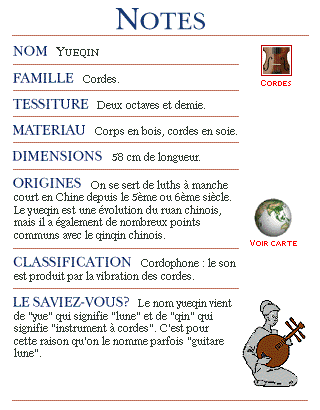 NOTES
NOM YUEQIN
CORDES
FAMILLE Cordes.
TESSITURE Deux octaves et demie.
MATERIAU Corps en bois, cordes en soie.
DIMENSIONS 58 cm de longueur.
ORIGINES On se sert de luths à manche
court en Chine depuis le 5ème ou 6ème siècle.
Le yueqin est une évolution du ruan chinois,
mais il a également de nombreux points
communs avec le qinqin chinois.
VOIR CARTE
CLASSIFICATION Cordophone : le son
est produit par la vibration des cordes.
LE SAVIEZ-VOUS? Le nom yueqin vient
de "yue" qui signifie "lune" et de "qin" qui
signifie "instrument à cordes". C'est pour
cette raison qu'on le nomme parfois "guitare
lune".